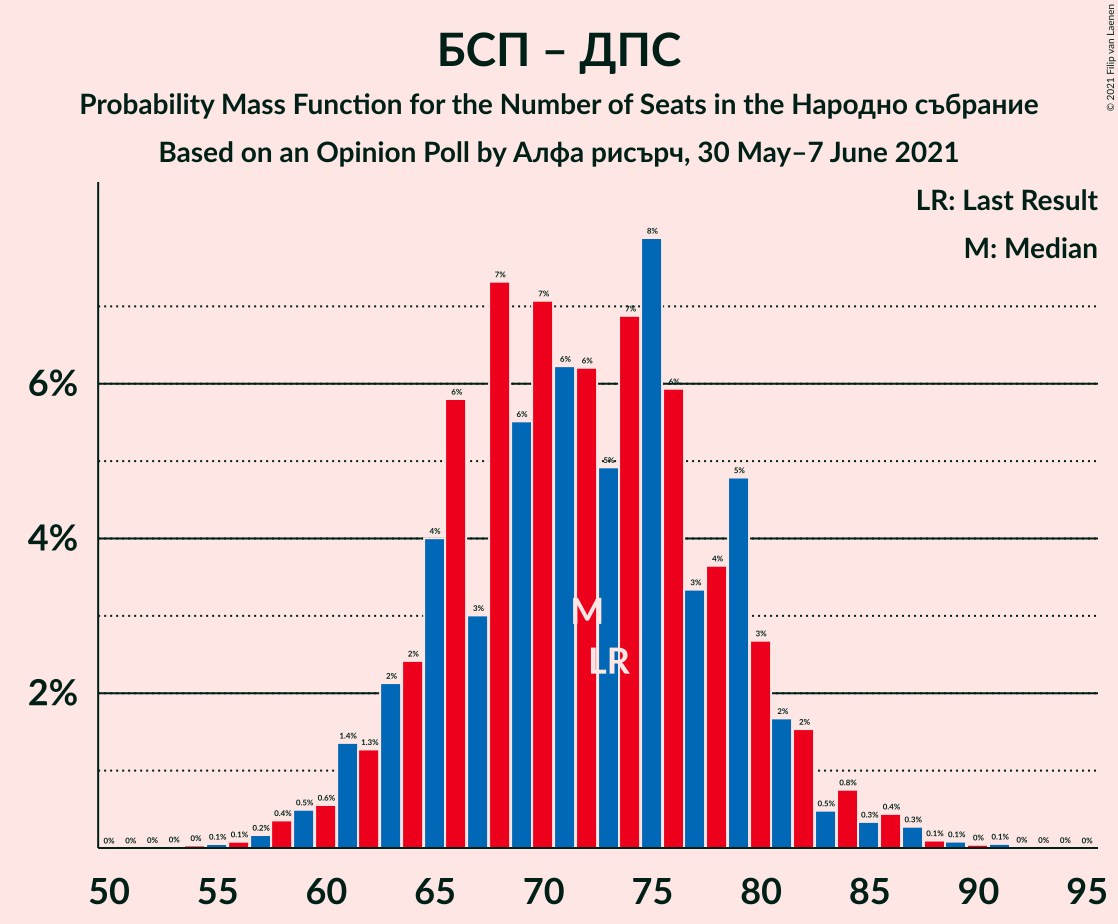 БСП – ДПС
Probability Mass Function for the Number of Seats in the Народно събрание
Based on an Opinion Poll by Алфа рисърч, 30 May–7 June 2021
© 2021 Filip van Laenen
LR: Last Result
M: Median
6%
4%
2%
0% 0% 0% 0% 0% 0.1% 0.1% 0.2% 0.4% 0.5% 0.6% 1.4% 1.3% 2% 2% 4% 6% 3% 7% 6% 7% 6% 6% 5% 7% 8% 6% 3% 4% 5% 3% 2% 2% 0.5% 0.8% 0.3% 0.4% 0.3% 0.1% 0.1% 0% 0.1% 0% 0% 0% 0%
M
LR
50 55 60 65 70 75 80 85 90 95